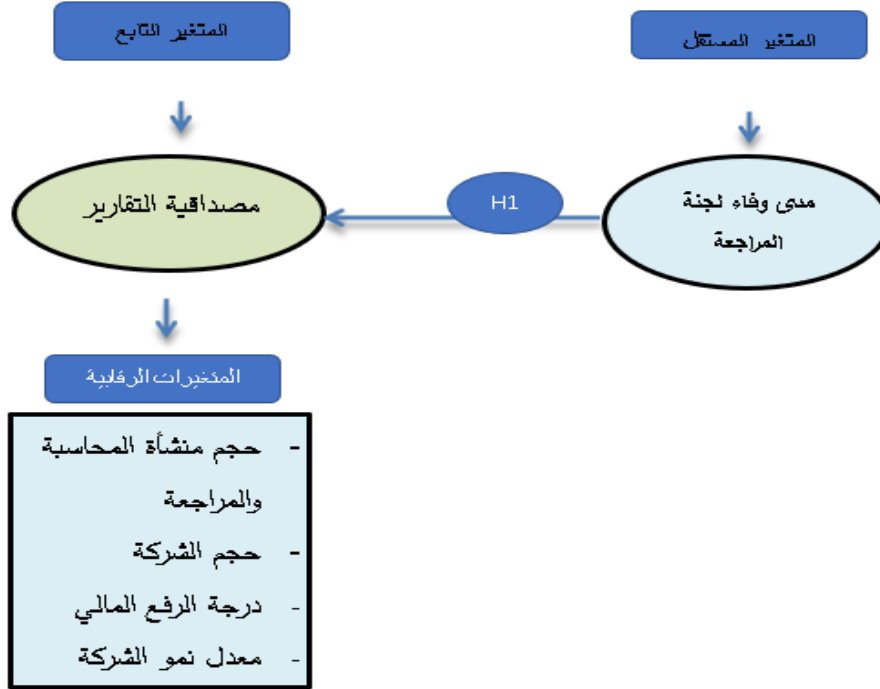 المتغير المستقل
المتغير التابع
مدى وفاء لجنة
المراجعة
H1
مصداقية التقارير
المتغيرات الرقابية
- حجم منشأة المحاسبة
والمراجعة
- حجم الشركة
- درجة الرفع المالي
- معدل نمو الشركة